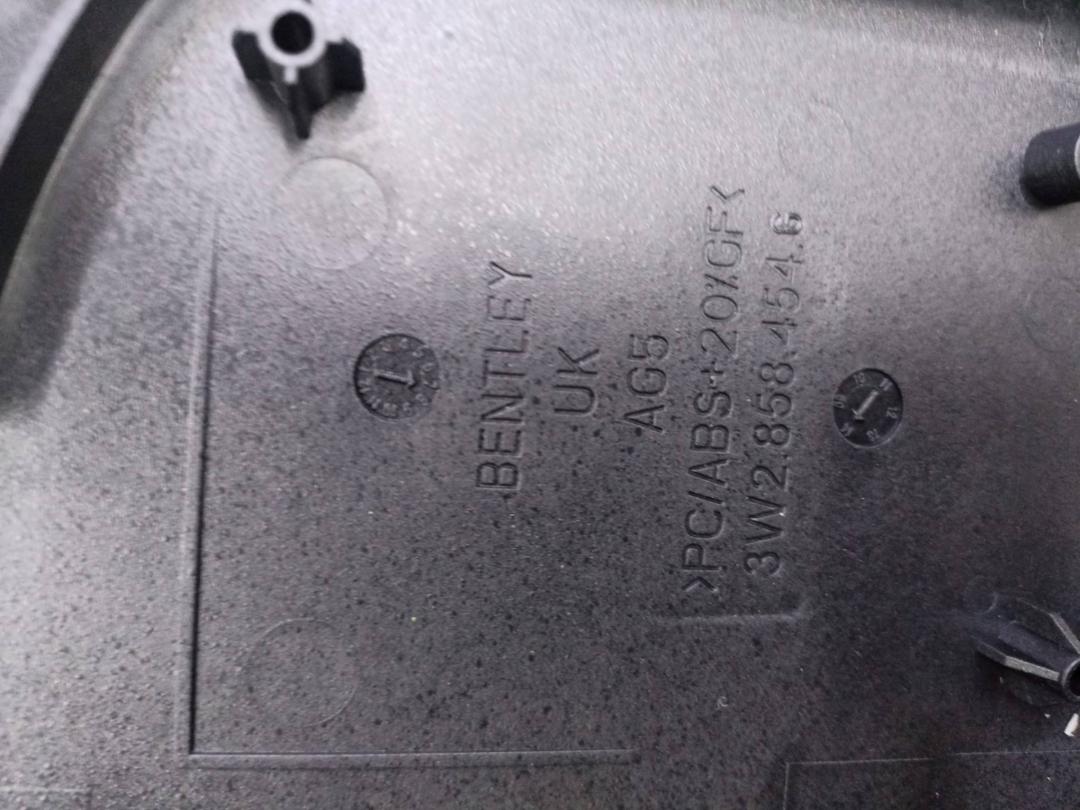 BENTLEY
UK
AG5
>PC/ABS+20%GF<
3W2.858.454.6